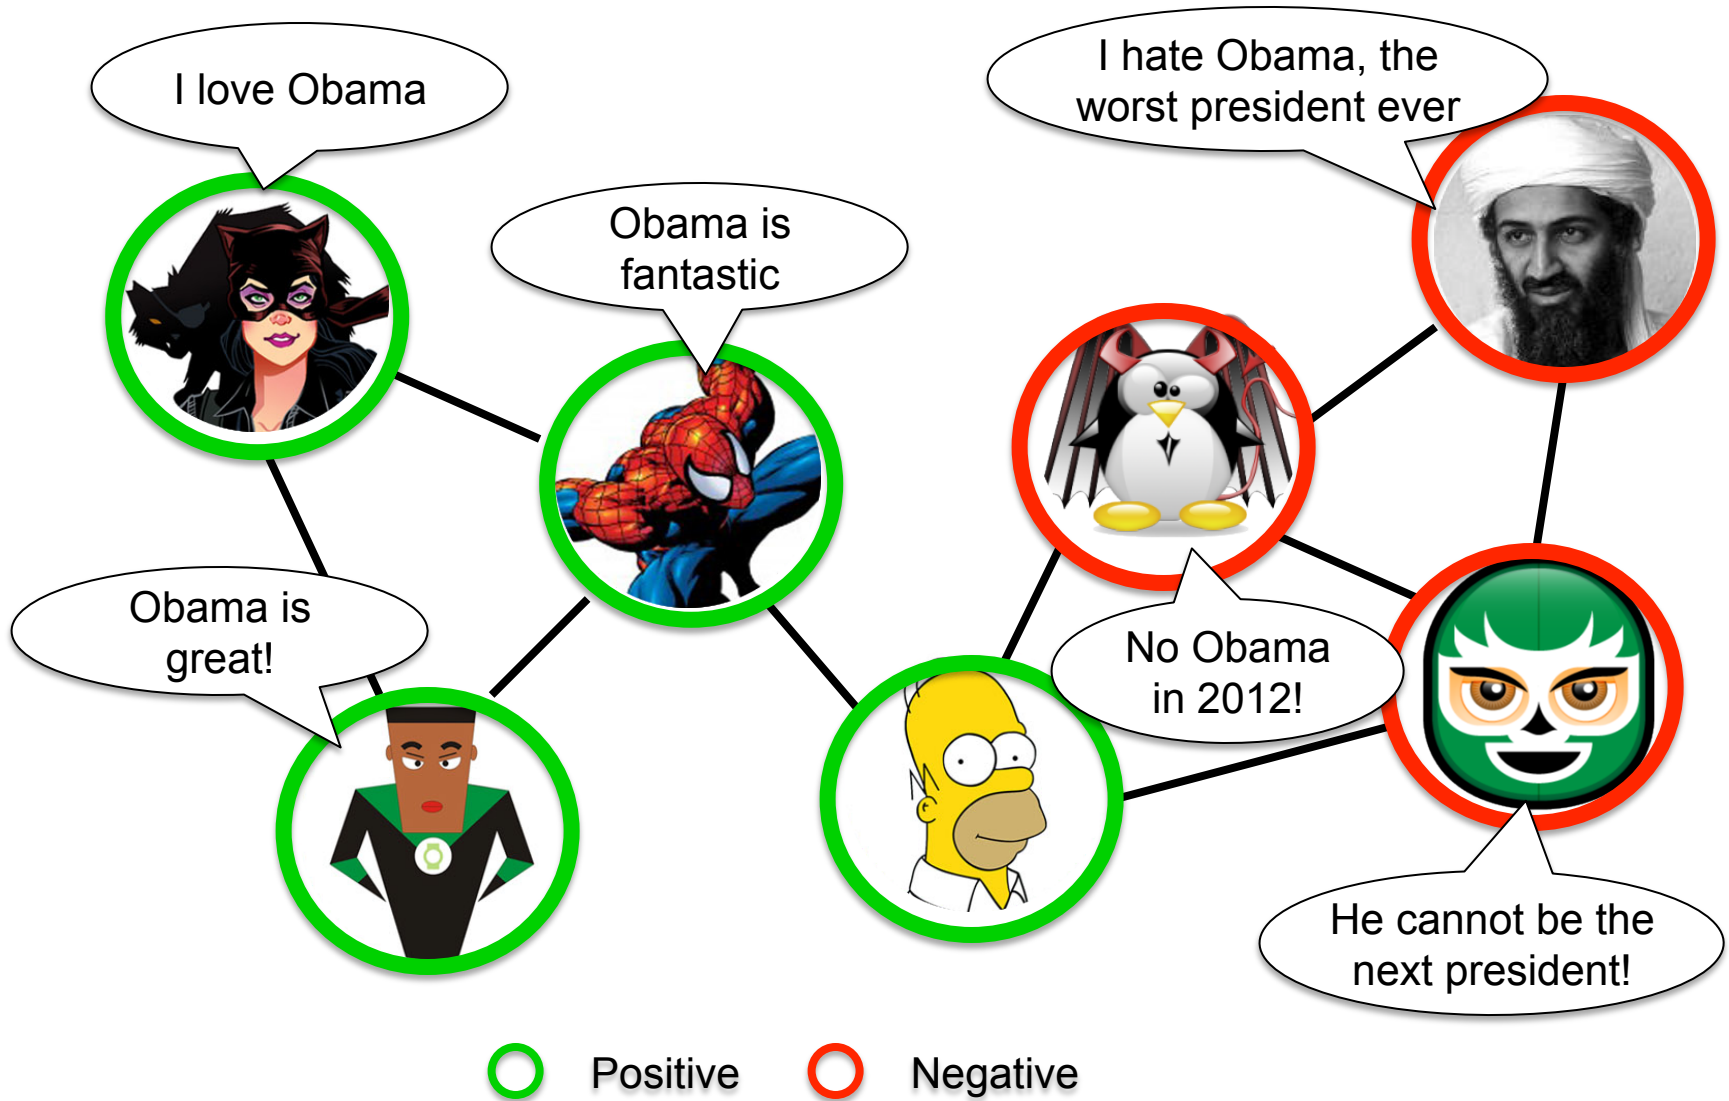 I love Obama
I hate Obama, the
worst president ever
Obama is
fantastic
Obama is
great!
No Obama
in 2012!
He cannot be the
next president!
Positive
Negative